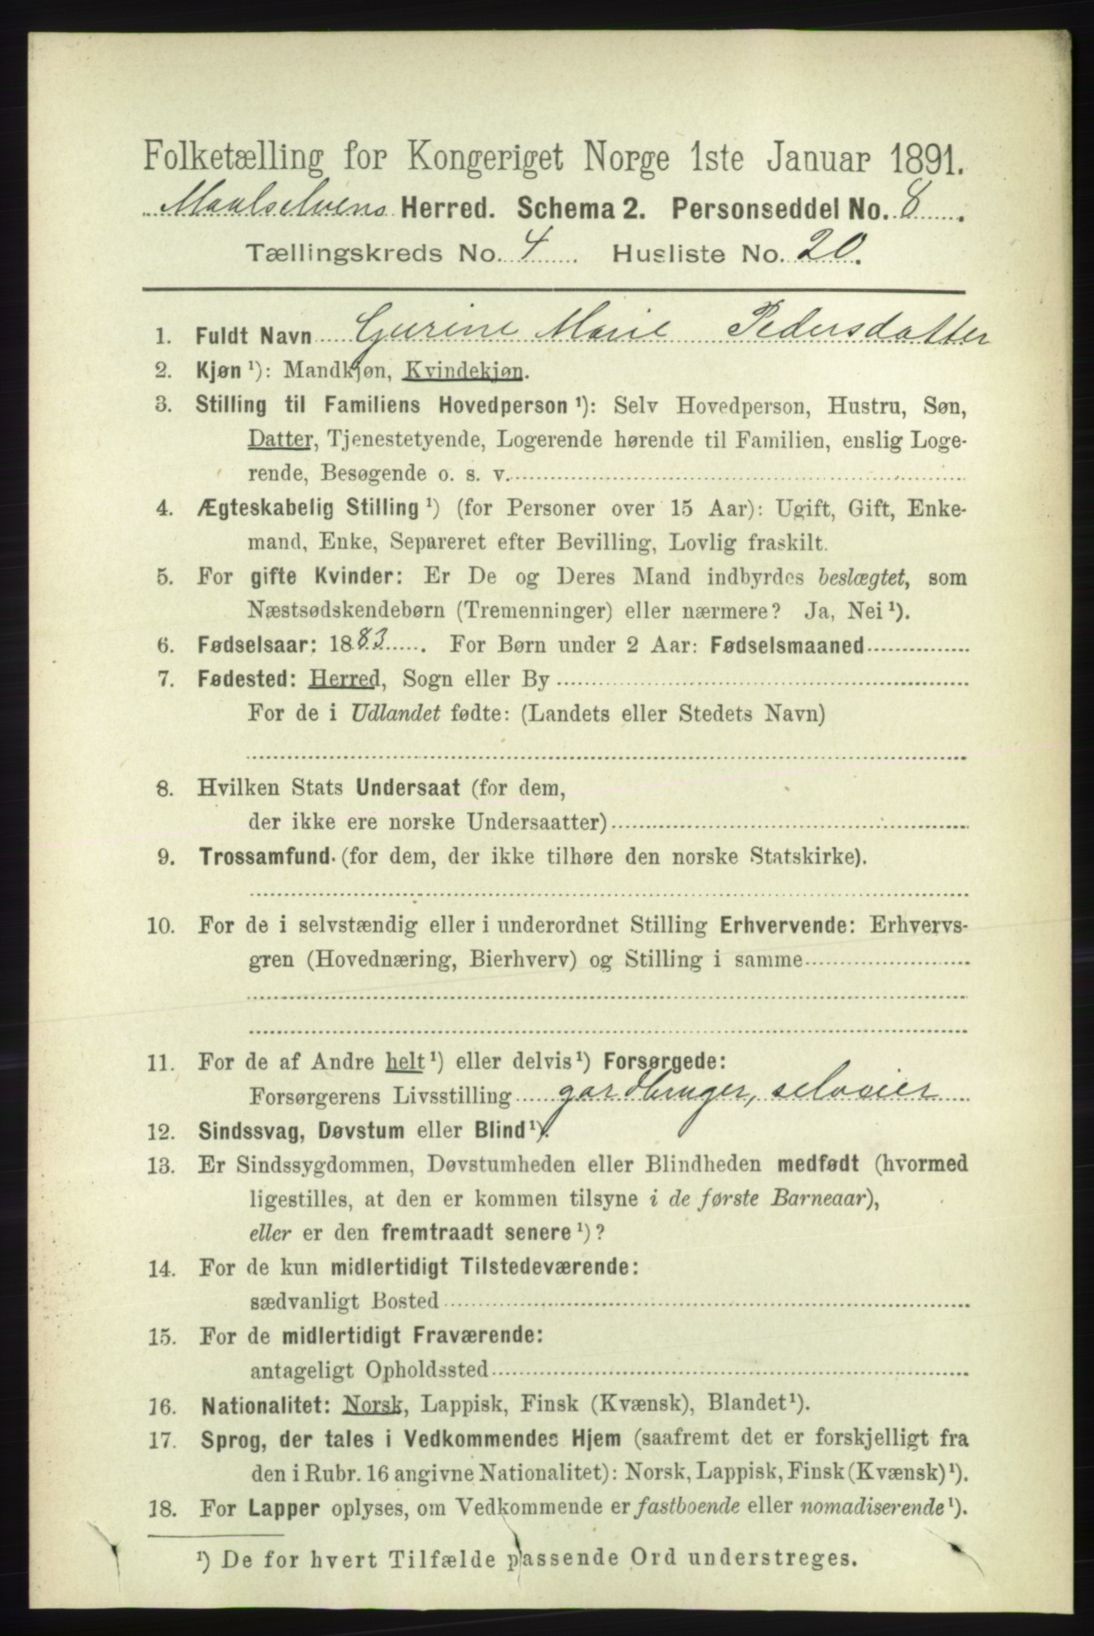 Folketælling for Kongeriget Norge 1ste Januar 1891.
Maalselvens Herred. Schema 2. Personseddel No. 8.
Tællingskreds No. 4. Husliste No. 20.
1. Fuldt Navn Gurine Marie Pedersdatter
2. Kjøn ¹): Mandkjøn, Kvindekjøn.
3. Stilling til Familiens Hovedperson ¹): Selv Hovedperson, Hustru, Søn,
Datter, Tjenestetyende, Logerende hørende til Familien, enslig Loge-
rende, Besøgende o. s. v.
4. Ægteskabelig Stilling ¹) (for Personer over 15 Aar): Ugift, Gift, Enke-
mand, Enke, Separeret efter Bevilling, Lovlig fraskilt.
5. For gifte Kvinder: Er De og Deres Mand indbyrdes beslægtet, som
Næstsødskendebørn (Tremenninger) eller nærmere? Ja, Nei ¹).
6. Fødselsaar: 1883. For Børn under 2 Aar: Fødselsmaaned
7. Fødested: Herred, Sogn eller By
For de i Udlandet fødte: (Landets eller Stedets Navn)
8. Hvilken Stats Undersaat (for dem,
der ikke ere norske Undersaatter)
9. Trossamfund (for dem, der ikke tilhøre den norske Statskirke).
10. For de i selvstændig eller i underordnet Stilling Erhvervende: Erhvervs-
gren (Hovednæring, Bierhverv) og Stilling i samme
11. For de af Andre helt ¹) eller delvis ¹) Forsørgede:
Forsørgerens Livsstilling gardbruger, selveier
12. Sindssvag, Døvstum eller Blind ¹).
13. Er Sindssygdommen, Døvstumheden eller Blindheden medfødt (hvormed
ligestilles, at den er kommen tilsyne i de første Barneaar),
eller er den fremtraadt senere ¹)?
14. For de kun midlertidigt Tilstedeværende:
sædvanligt Bosted
15. For de midlertidigt Fraværende:
antageligt Opholdssted
16. Nationalitet: Norsk, Lappisk, Finsk (Kvænsk), Blandet ¹).
17. Sprog, der tales i Vedkommendes Hjem (saafremt det er forskjelligt fra
den i Rubr. 16 angivne Nationalitet): Norsk, Lappisk, Finsk (Kvænsk) ¹).
18. For Lapper oplyses, om Vedkommende er fastboende eller nomadiserende ¹).
¹) De for hvert Tilfælde passende Ord understreges.